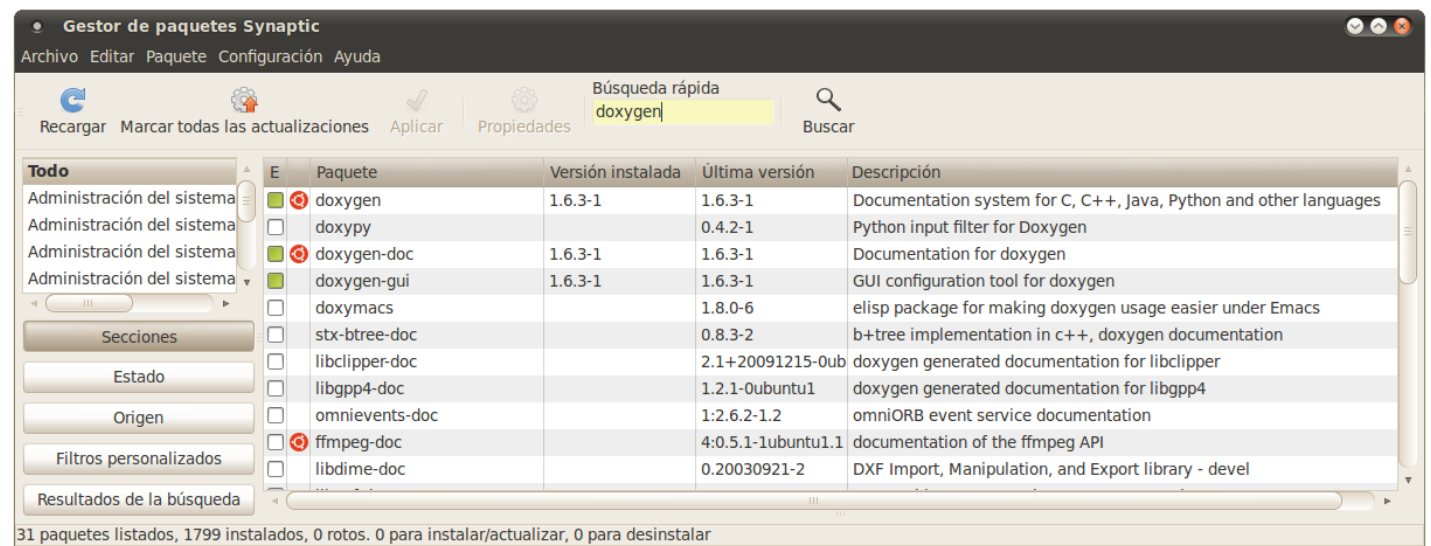 Gestor de paquetes Synaptic
Archivo Editar Paquete Configuración Ayuda
Búsqueda rápida
doxygen
Recargar Marcar todas las actualizaciones Aplicar Propiedades Buscar
Todo
Administración del sistema
Administración del sistema
Administración del sistema
Administración del sistema
Secciones
Estado
Origen
Filtros personalizados
Resultados de la búsqueda
E Paquete Versión instalada Última versión Descripción
doxygen 1.6.3-1 1.6.3-1 Documentation system for C, C++, Java, Python and other languages
doxypy 0.4.2-1 Python input filter for Doxygen
doxygen-doc 1.6.3-1 1.6.3-1 Documentation for doxygen
doxygen-gui 1.6.3-1 1.6.3-1 GUI configuration tool for doxygen
doxymacs 1.8.0-6 elisp package for making doxygen usage easier under Emacs
stx-btree-doc 0.8.3-2 b+tree implementation in c++, doxygen documentation
libclipper-doc 2.1+20091215-0ub doxygen generated documentation for libclipper
libgpp4-doc 1.2.1-0ubuntu1 doxygen generated documentation for libgpp4
omnievents-doc 1:2.6.2-1.2 omniORB event service documentation
ffmpeg-doc 4:0.5.1-1ubuntu1.1 documentation of the ffmpeg API
libdime-doc 0.20030921-2 DXF Import, Manipulation, and Export library - devel
31 paquetes listados, 1799 instalados, 0 rotos. 0 para instalar/actualizar, 0 para desinstalar